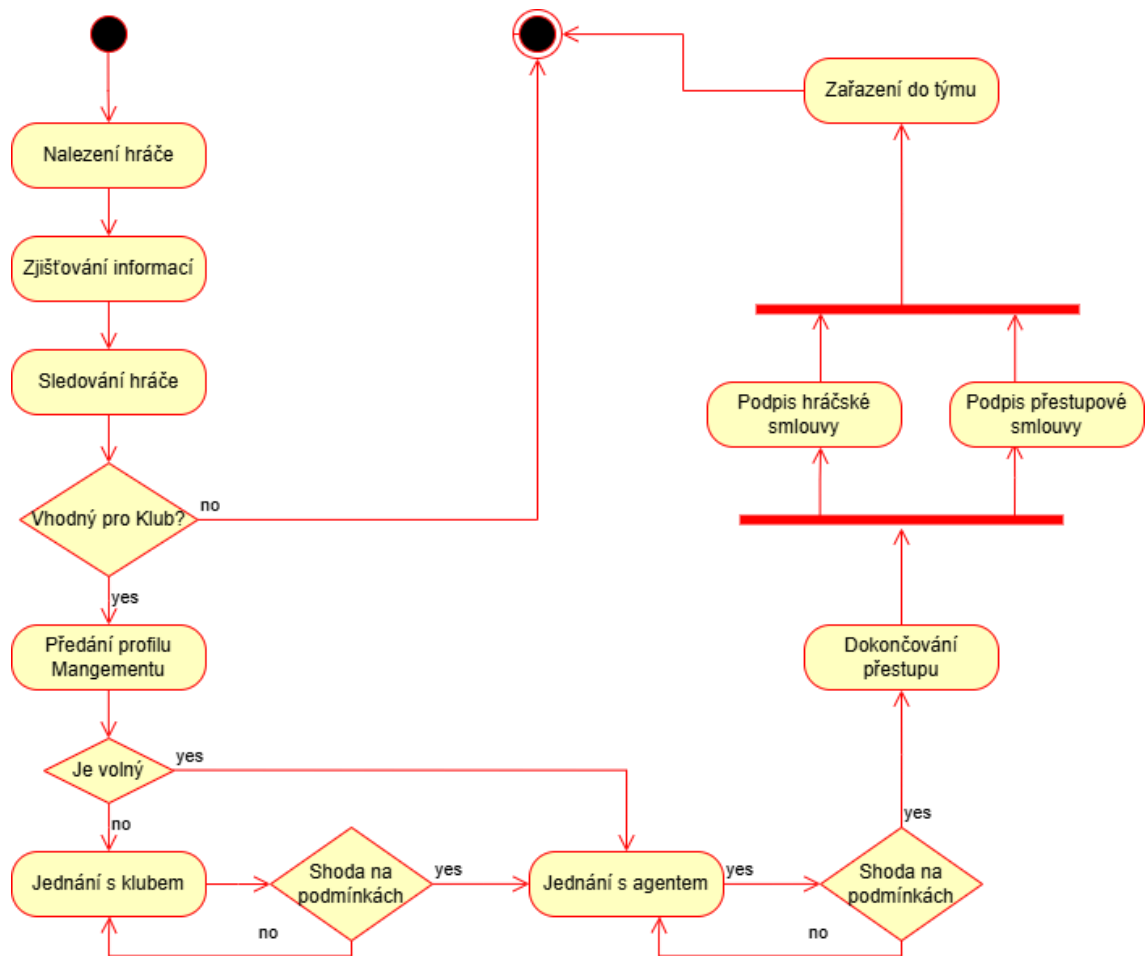 Zařazení do týmu
Nalezení hráče
Zjišťování informací
Sledování hráče
Podpis hráčské
smlouvy
Podpis přestupové
smlouvy
Vhodný pro Klub?
no
yes
Předání profilu
Mangementu
Dokončování
přestupu
Je volný
yes
no
yes
Jednání s klubem
Shoda na
podmínkách
yes
Jednání s agentem
yes
Shoda na
podmínkách
no
no